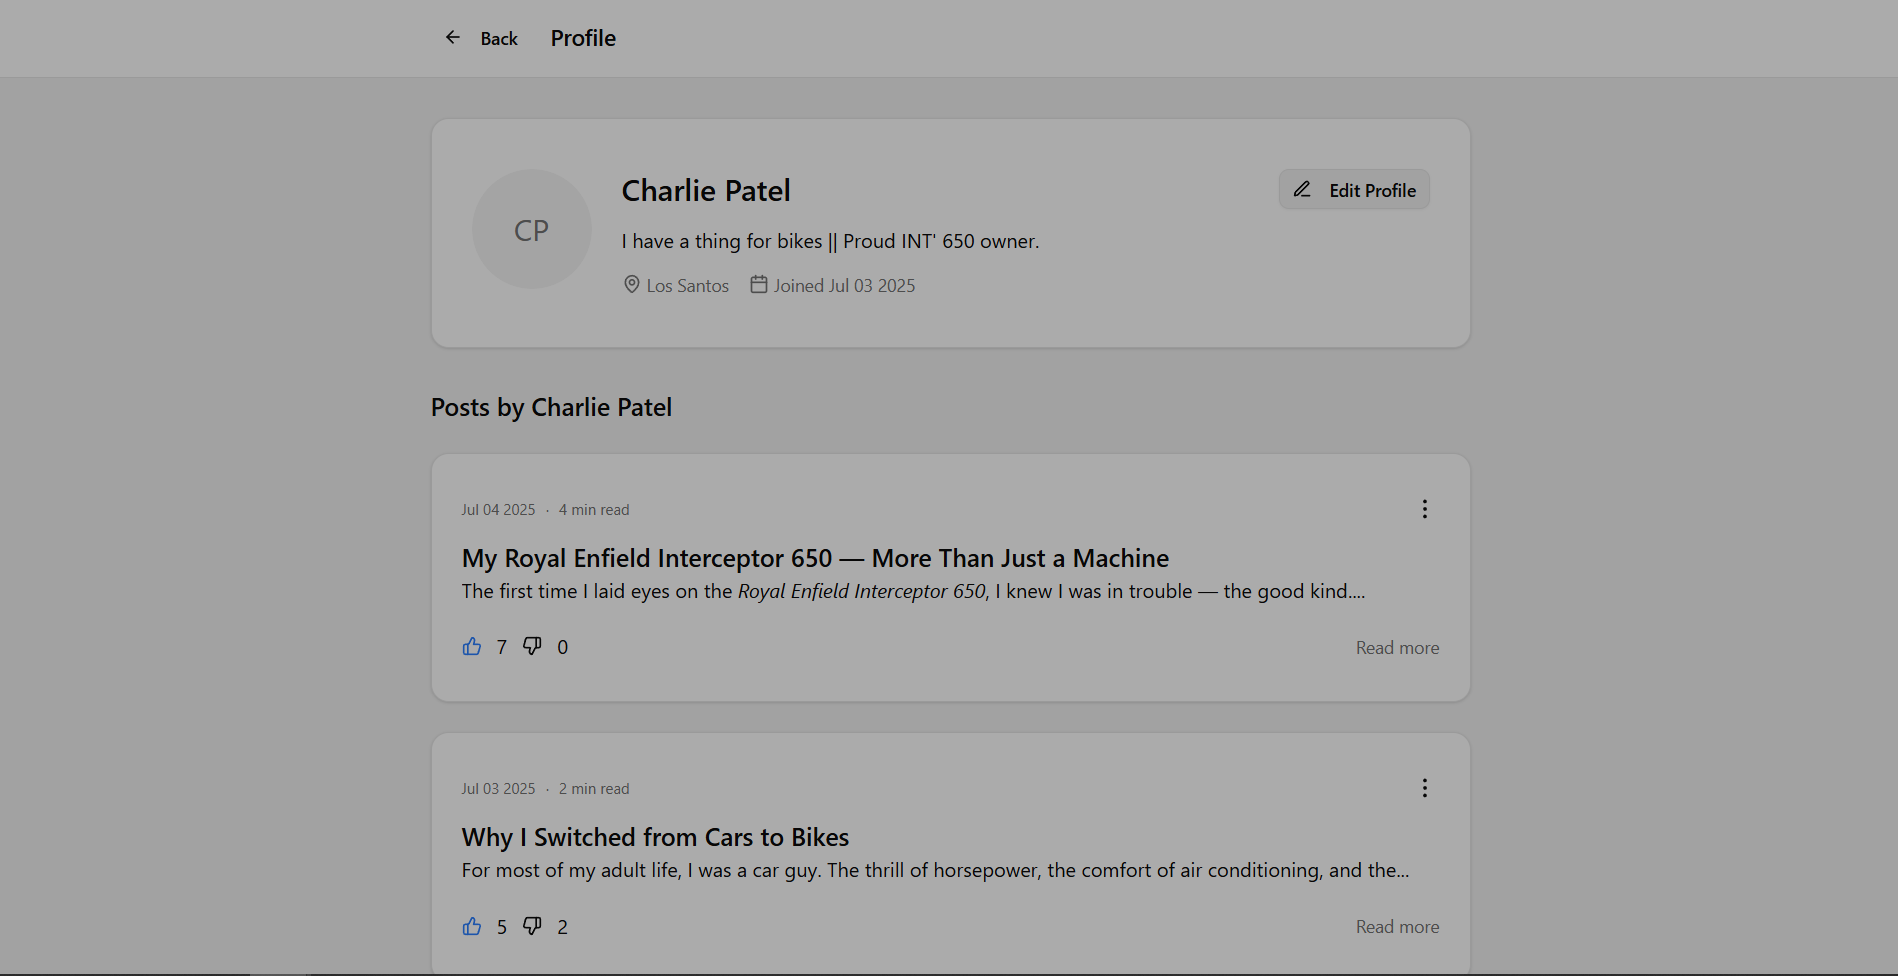 Back Profile
Charlie Patel
Edit Profile
CP
I have a thing for bikes || Proud INT' 650 owner.
Los Santos Joined Jul 03 2025
Posts by Charlie Patel
Jul 04 2025 · 4 min read
My Royal Enfield Interceptor 650 — More Than Just a Machine
The first time I laid eyes on the Royal Enfield Interceptor 650, I knew I was in trouble — the good kind....
7 0 Read more
Jul 03 2025 · 2 min read
Why I Switched from Cars to Bikes
For most of my adult life, I was a car guy. The thrill of horsepower, the comfort of air conditioning, and the...
5 2 Read more